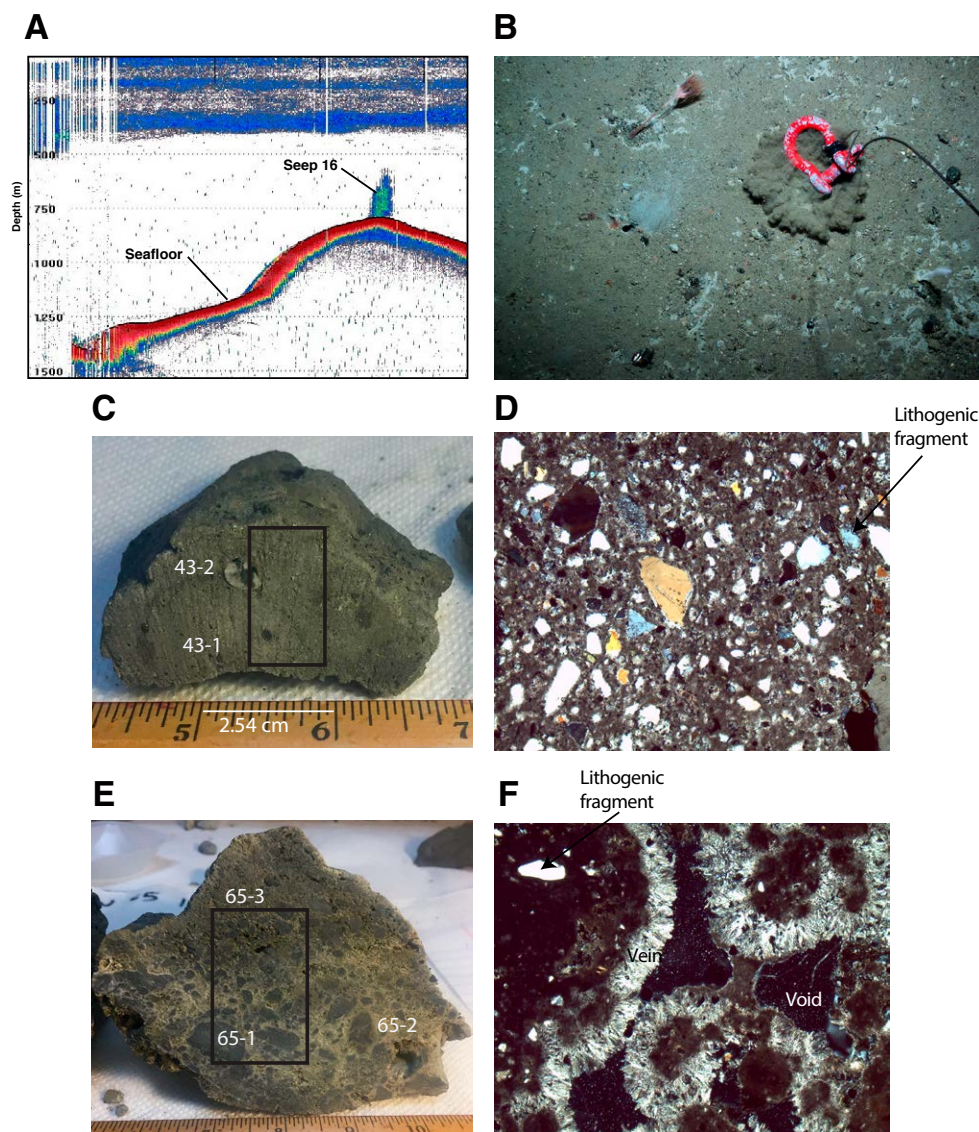 A
B
250
500
Seep 16
Depth (m)
750
Seafloor
1000
1250
1500
C
D
Lithogenic
fragment
43-2
43-1
5
6
7
2.54 cm
E
F
Lithogenic
fragment
65-3
65-1
65-2
Vein
Void